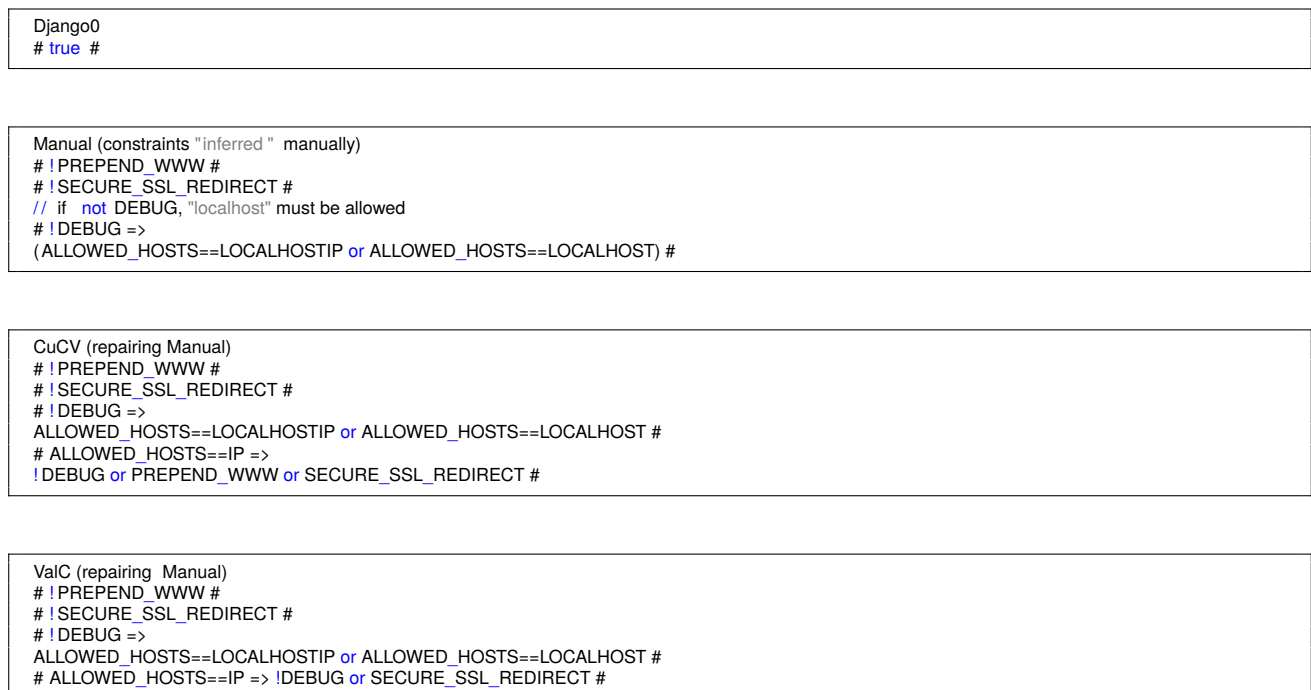 Django0
# true #
Manual (constraints "inferred " manually)
# ! PREPEND_WWW #
# ! SECURE_SSL_REDIRECT #
// if not DEBUG, "localhost" must be allowed
# ! DEBUG =>
(ALLOWED_HOSTS==LOCALHOSTIP or ALLOWED_HOSTS==LOCALHOST) #
CuCV (repairing Manual)
# ! PREPEND_WWW #
# ! SECURE_SSL_REDIRECT #
# ! DEBUG =>
ALLOWED_HOSTS==LOCALHOSTIP or ALLOWED_HOSTS==LOCALHOST #
# ALLOWED_HOSTS==IP =>
! DEBUG or PREPEND_WWW or SECURE_SSL_REDIRECT #
ValC (repairing Manual)
# ! PREPEND_WWW #
# ! SECURE_SSL_REDIRECT #
# ! DEBUG =>
ALLOWED_HOSTS==LOCALHOSTIP or ALLOWED_HOSTS==LOCALHOST #
# ALLOWED_HOSTS==IP => !DEBUG or SECURE_SSL_REDIRECT #